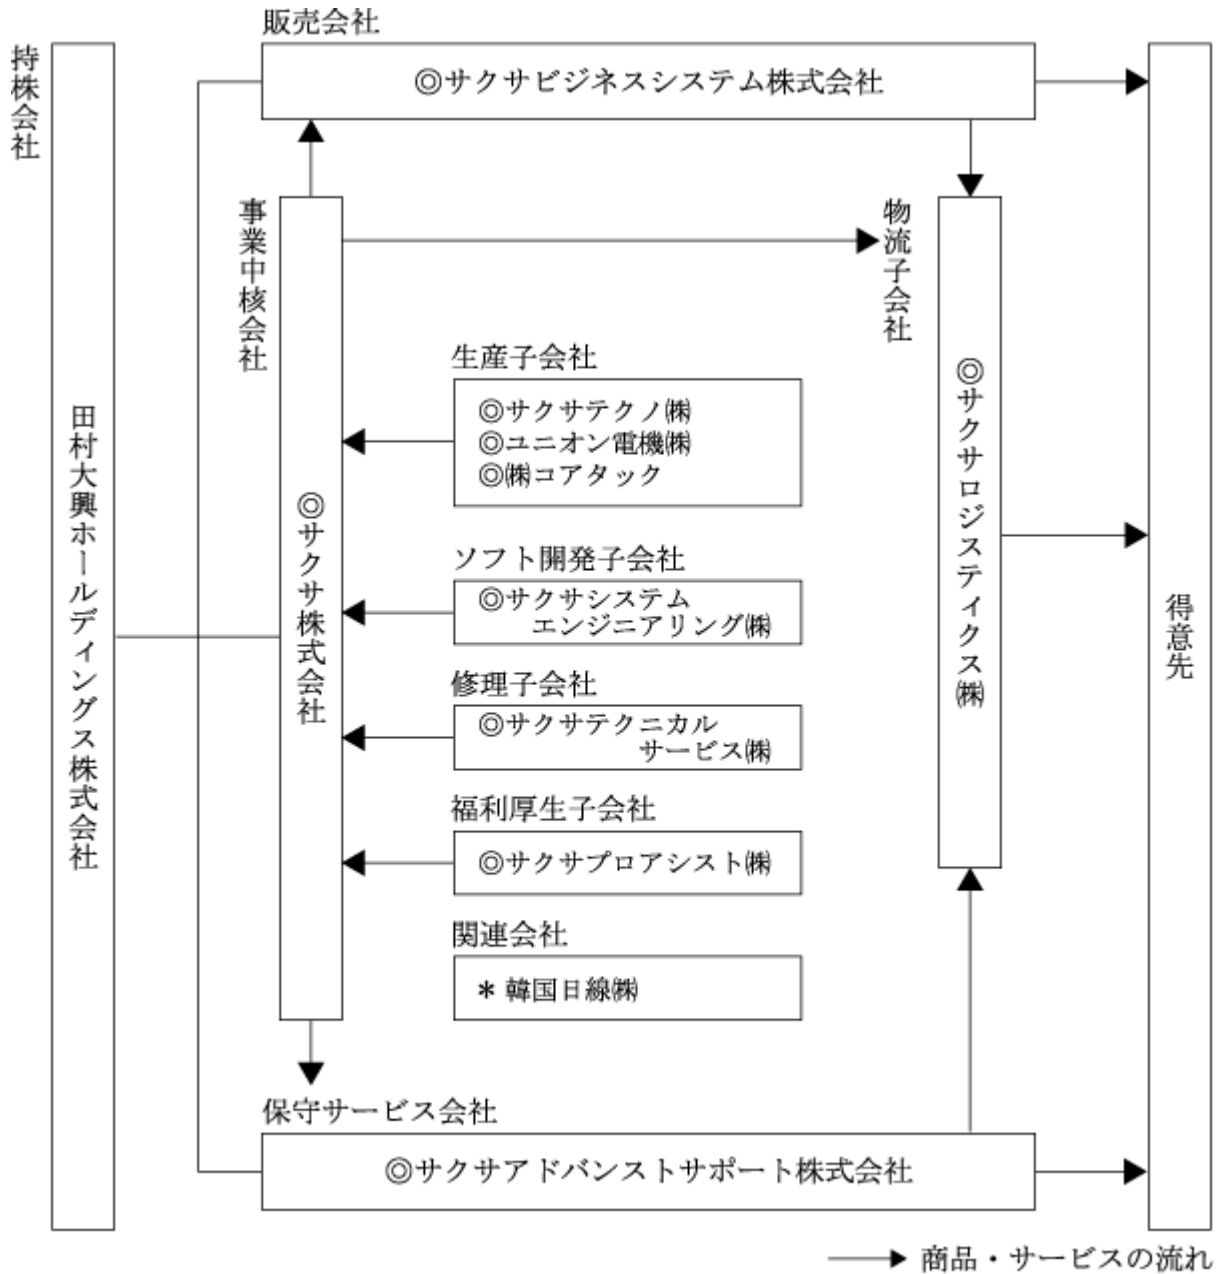 販売会社
◎サクサビジネスシステム株式会社
持株会社
田村大興ホールディングス株式会社
事業中核会社
◎サクサ株式会社
物流子会社
◎サクサロジスティクス㈱
得意先
生産子会社
◎サクサテクノ㈱
◎ユニオン電機㈱
◎㈱コアタック
ソフト開発子会社
◎サクサシステム
エンジニアリング㈱
修理子会社
◎サクサテクニカル
サービス㈱
福利厚生子会社
◎サクサプロアシスト㈱
関連会社
＊韓国日線㈱
保守サービス会社
◎サクサアドバンストサポート株式会社
商品・サービスの流れ